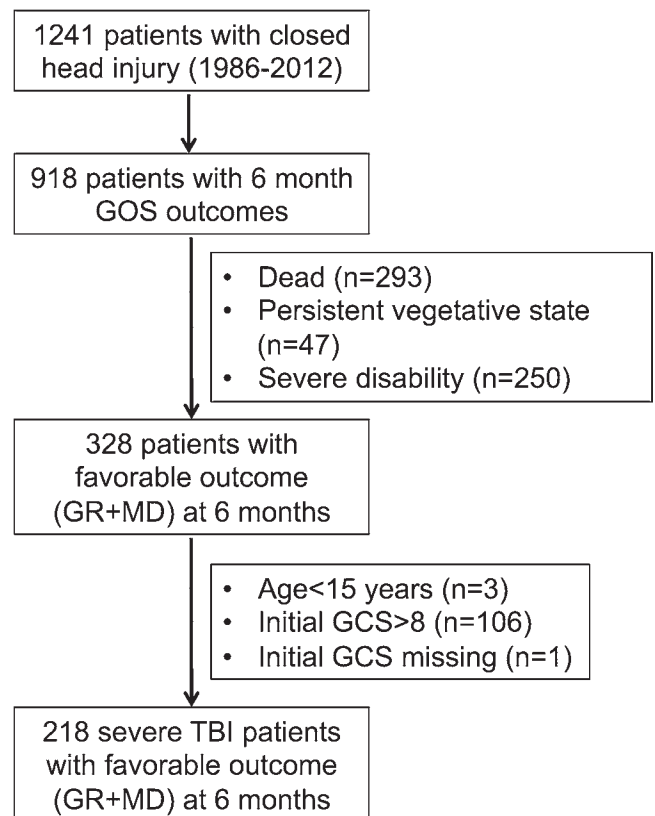 1241 patients with closed
head injury (1986-2012)
918 patients with 6 month
GOS outcomes
• Dead (n=293)
• Persistent vegetative state
(n=47)
• Severe disability (n=250)
328 patients with
favorable outcome
(GR+MD) at 6 months
• Age<15 years (n=3)
• Initial GCS>8 (n=106)
• Initial GCS missing (n=1)
218 severe TBI patients
with favorable outcome
(GR+MD) at 6 months